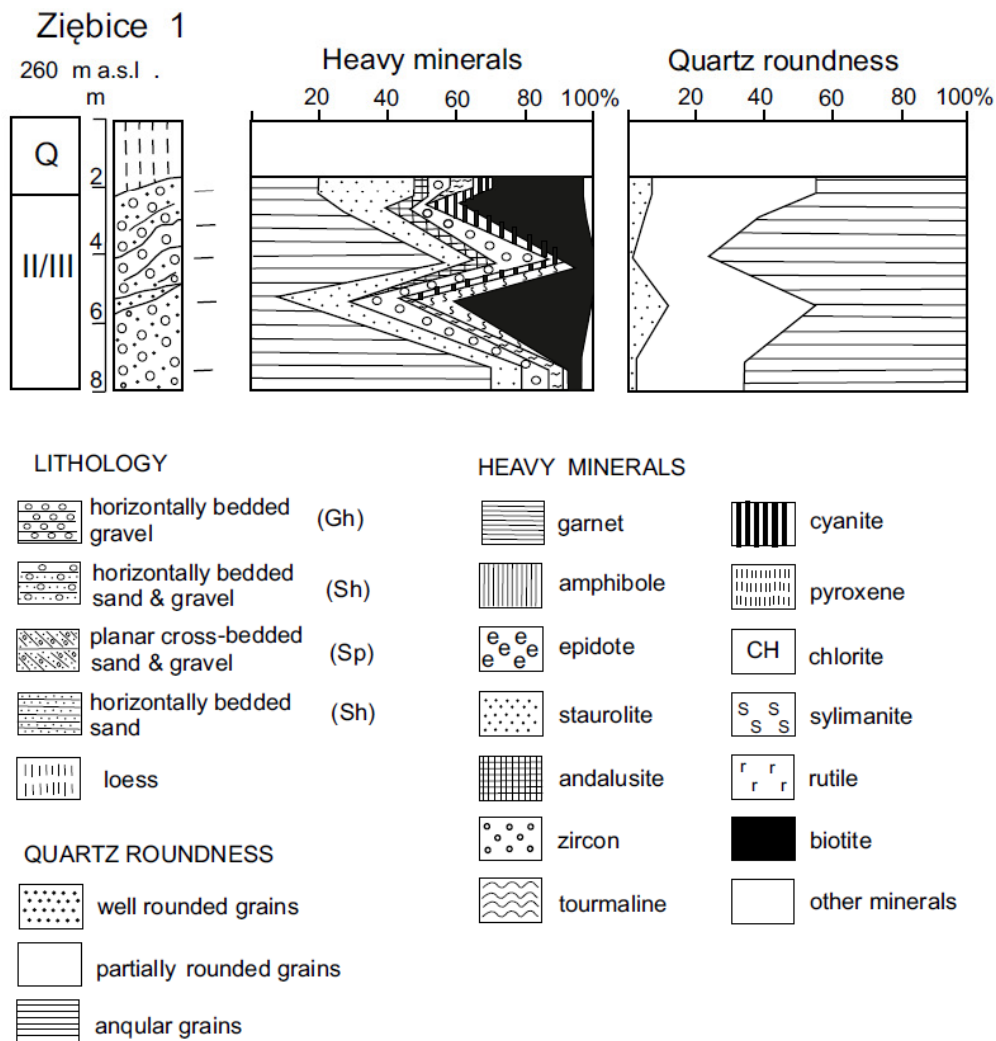 Ziębice 1
260 m a.s.l .
m
Heavy minerals
Quartz roundness
20 40 60 80 100%
20 40 60 80 100%
Q
II/III
2
4
6
8
LITHOLOGY
horizontally bedded
gravel
(Gh)
horizontally bedded
sand & gravel
(Sh)
planar cross-bedded
sand & gravel
(Sp)
horizontally bedded
sand
(Sh)
loess
QUARTZ ROUNDNESS
well rounded grains
partially rounded grains
anqular grains
HEAVY MINERALS
garnet
amphibole
e e e e e e e
epidote
staurolite
andalusite
zircon
tourmaline
cyanite
pyroxene
CH
chlorite
S S S S
sylimanite
r r r r
rutile
biotite
other minerals